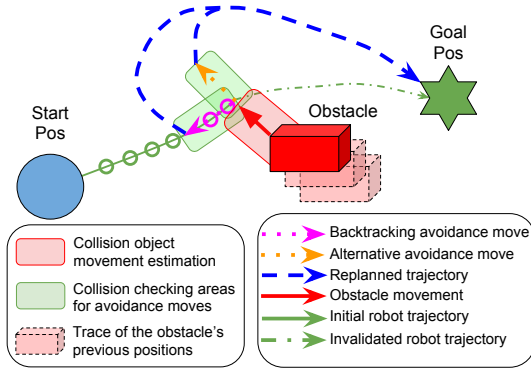 Goal
Pos
Start
Pos
Obstacle
Collision object
movement estimation
Collision checking areas
for avoidance moves
Trace of the obstacle's
previous positions
Backtracking avoidance move
Alternative avoidance move
Replanned trajectory
Obstacle movement
Initial robot trajectory
Invalidated robot trajectory